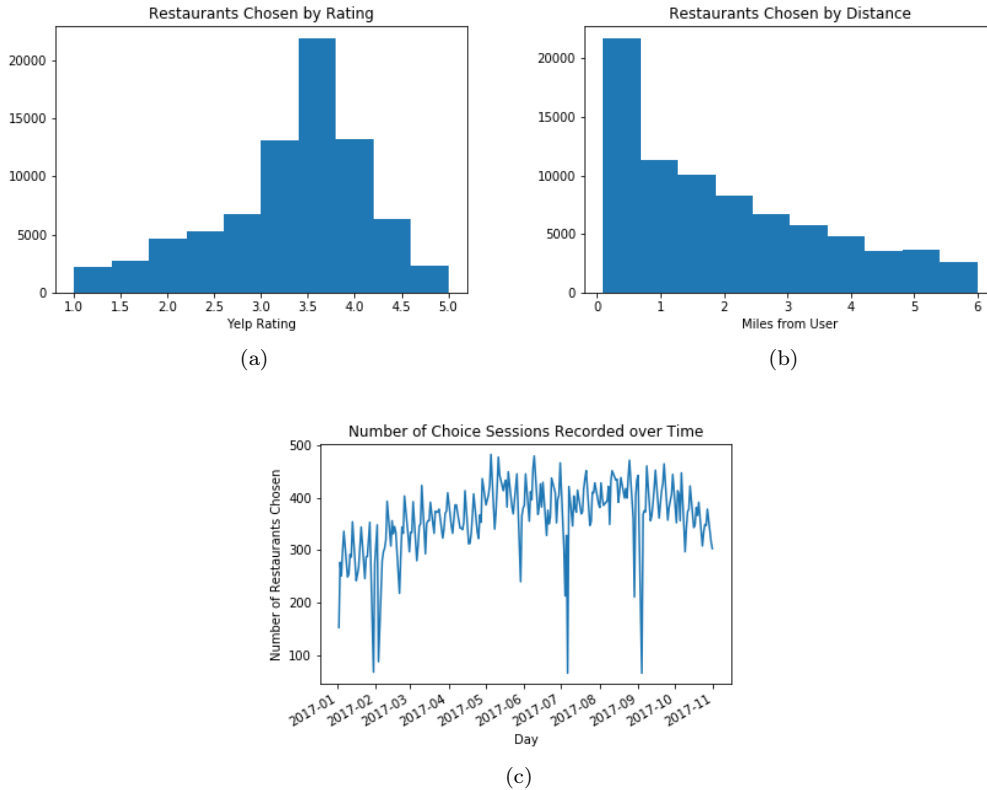 Restaurants Chosen by Rating
20000
15000
10000
5000
0
1.0 1.5 2.0 2.5 3.0 3.5 4.0 4.5 5.0
Yelp Rating
(a)
Restaurants Chosen by Distance
20000
15000
10000
5000
0
0 1 2 3 4 5 6
Miles from User
(b)
Number of Choice Sessions Recorded over Time
Number of Restaurants Chosen
500
400
300
200
100
2017-01 2017-02 2017-03 2017-04 2017-05 2017-06 2017-07 2017-08 2017-09 2017-10 2017-11
Day
(c)